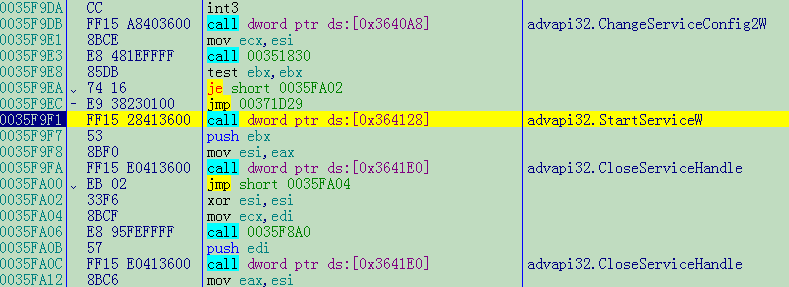 0035F9DA CC int3
0035F9DB FF15 A8403600 call dword ptr ds:[0x3640A8] advapi32.ChangeServiceConfig2W
0035F9E1 8BCE mov ecx,esi
0035F9E3 E8 481EFFFF call 00351830
0035F9E8 85DB test ebx,ebx
0035F9EA 74 16 je short 0035FA02
0035F9EC - E9 38230100 jmp 00371D29
0035F9F1 FF15 28413600 call dword ptr ds:[0x364128] advapi32.StartServiceW
0035F9F7 53 push ebx
0035F9F8 8BF0 mov esi,eax
0035F9FA FF15 E0413600 call dword ptr ds:[0x3641E0] advapi32.CloseServiceHandle
0035FA00 EB 02 jmp short 0035FA04
0035FA02 33F6 xor esi,esi
0035FA04 8BCF mov ecx,edi
0035FA06 E8 95FEFFFF call 0035F8A0
0035FA0B 57 push edi
0035FA0C FF15 E0413600 call dword ptr ds:[0x3641E0] advapi32.CloseServiceHandle
0035FA12 8BC6 mov eax,esi